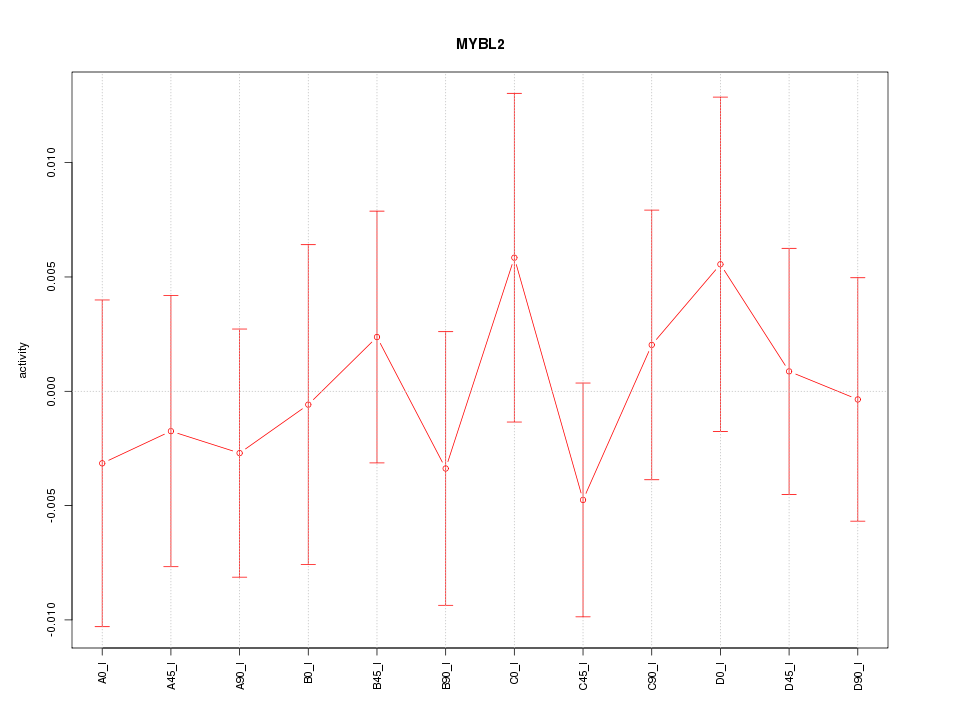 MYBL2
activity
0.010
0.005
0.000
-0.005
-0.010
A0_I
A45_I
A90_I
B0_I
B45_I
B90_I
C0_I
C45_I
C90_I
D0_I
D45_I
D90_I